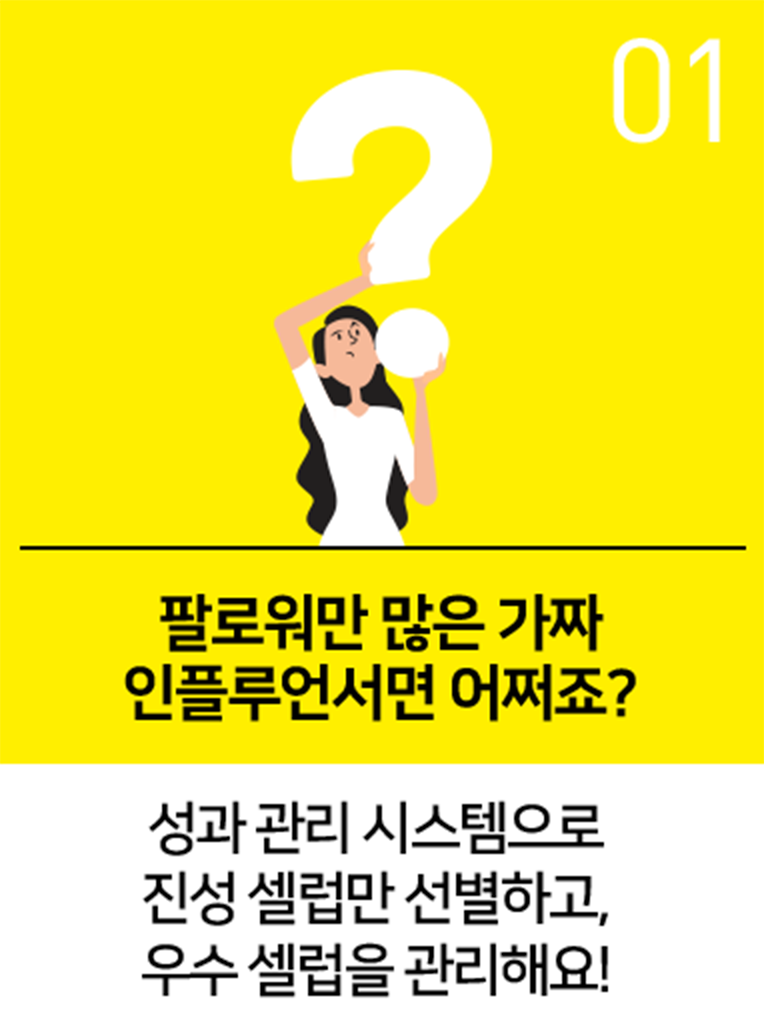 01
팔로워만 많은 가짜
인플루언서면 어쩌죠?
성과 관리 시스템으로
진성 셀럽만 선별하고,
우수 셀럽을 관리해요!